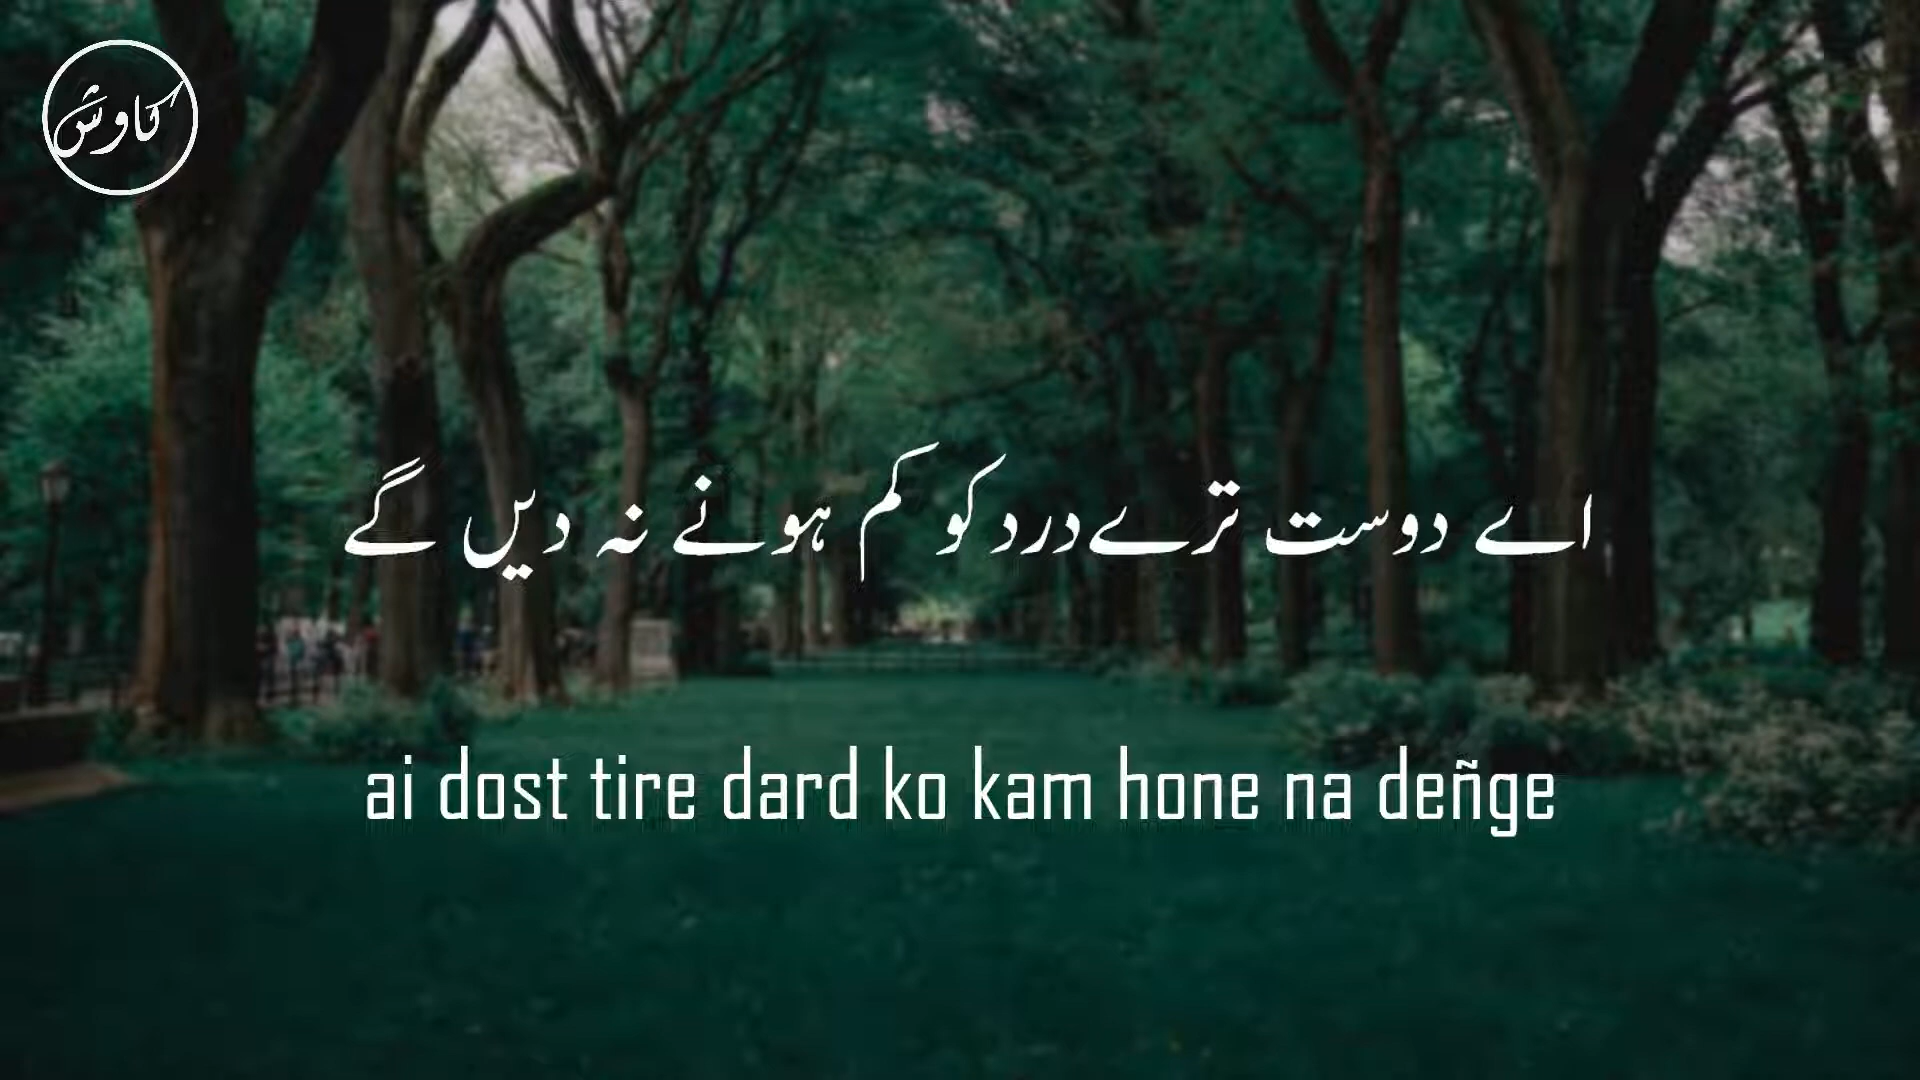 کاوش
اے دوست ترے درد کو کم ہونے نہ دیں گے
ai dost tire dard ko kam hone na deñge